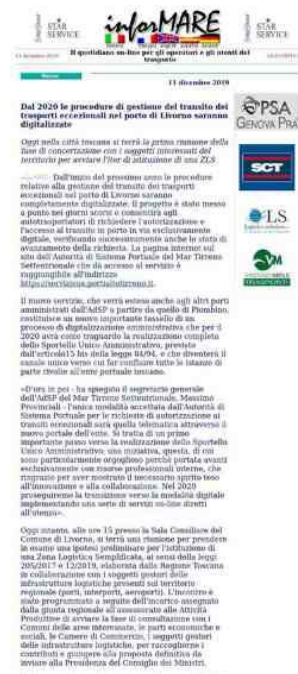 STAR SERVICE
inforMARE
STAR SERVICE
11 dicembre 2019
Il quotidiano on-line per gli operatori e gli utenti del trasporto
11 dicembre 2019
Dal 2020 le procedure di gestione del transito dei
trasporti eccezionali nel porto di Livorno saranno
digitalizzate
Oggi nella città toscana si terrà la prima riunione della
fase di concertazione con i soggetti interessati del
territorio per avviare l'iter di istituzione di una ZLS
Dall'inizio del prossimo anno le procedure
relative alla gestione del transito dei trasporti
eccezionali nel porto di Livorno saranno
completamente digitalizzate. Il progetto è stato messo
a punto nei giorni scorsi e consentirà agli
autotrasportatori di richiedere l'autorizzazione e
l'accesso al transito in porto in via esclusivamente
digitale, verificando successivamente anche lo stato di
avanzamento della richiesta. La pagina internet sul
sito dell'Autorità di Sistema Portuale del Mar Tirreno
Settentrionale che dà accesso al servizio è
raggiungibile all'indirizzo
Il nuovo servizio, che verrà esteso anche agli altri porti
amministrati dall'AdSP a partire da quello di Piombino,
costituisce un nuovo importante tassello di un
processo di digitalizzazione amministrativa che per il
2020 avrà come traguardo la realizzazione completa
dello Sportello Unico Amministrativo, previsto
dall'articolo15 bis della legge 84/94, e che diventerà il
canale unico verso cui far confluire tutte le istanze di
parte rivolte all'ente portuale toscano.
«D'ora in poi - ha spiegato il segretario generale
dell'AdSP del Mar Tirreno Settentrionale, Massimo
Provinciali - l'unica modalità accettata dall'Autorità di
Sistema Portuale per le richieste di autorizzazione ai
transiti eccezionali sarà quella telematica attraverso il
nuovo portale dell'ente. Si tratta di un primo
importante passo verso la realizzazione dello Sportello
Unico Amministrativo, una iniziativa, questa, di cui
sono particolarmente orgoglioso perché portata avanti
esclusivamente con risorse professionali interne, che
ringrazio per aver mostrato il necessario spirito teso
all'innovazione e alla collaborazione. Nel 2020
proseguiremo la transizione verso la modalità digitale
implementando una serie di servizi on-line diretti
all'utenza».
Oggi intanto, alle ore 15 presso la Sala Consiliare del
Comune di Livorno, si terrà una riunione per prendere
in esame una ipotesi preliminare per l'istituzione di
una Zona Logistica Semplificata, ai sensi della leggi
205/2017 e 12/2019, elaborata dalla Regione Toscana
in collaborazione con i soggetti gestori delle
infrastrutture logistiche presenti sul territorio
regionale (porti, interporti, aeroporti). L'incontro è
stato programmato a seguito dell'incarico assegnato
dalla giunta regionale all'assessorato alle Attività
Produttive di avviare la fase di consultazione con i
Comuni delle aree interessate, le parti economiche e
sociali, le Camere di Commercio, i soggetti gestori
delle infrastrutture logistiche, per raccoglierne i
contributi e giungere alla proposta definitiva da
inviare alla Presidenza del Consiglio dei Ministri.
PSA
GENOVA PRA'
SCT
LS